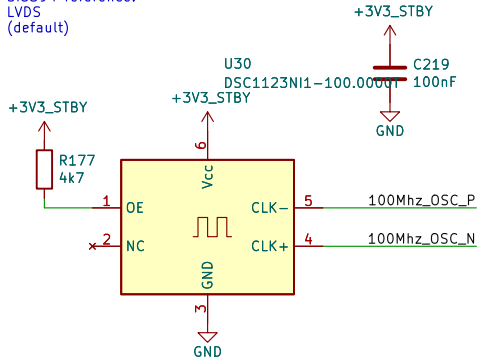 LVDS
(default)
+3V3_STBY
C219
100nF
GND
U30
DSC1123NI1-100.0000T
+3V3_STBY
+3V3_STBY
R177
4k7
6
Vcc
1
OE
CLK-
5
100Mhz_OSC_P
2
NC
CLK+
4
100Mhz_OSC_N
GND
3
GND